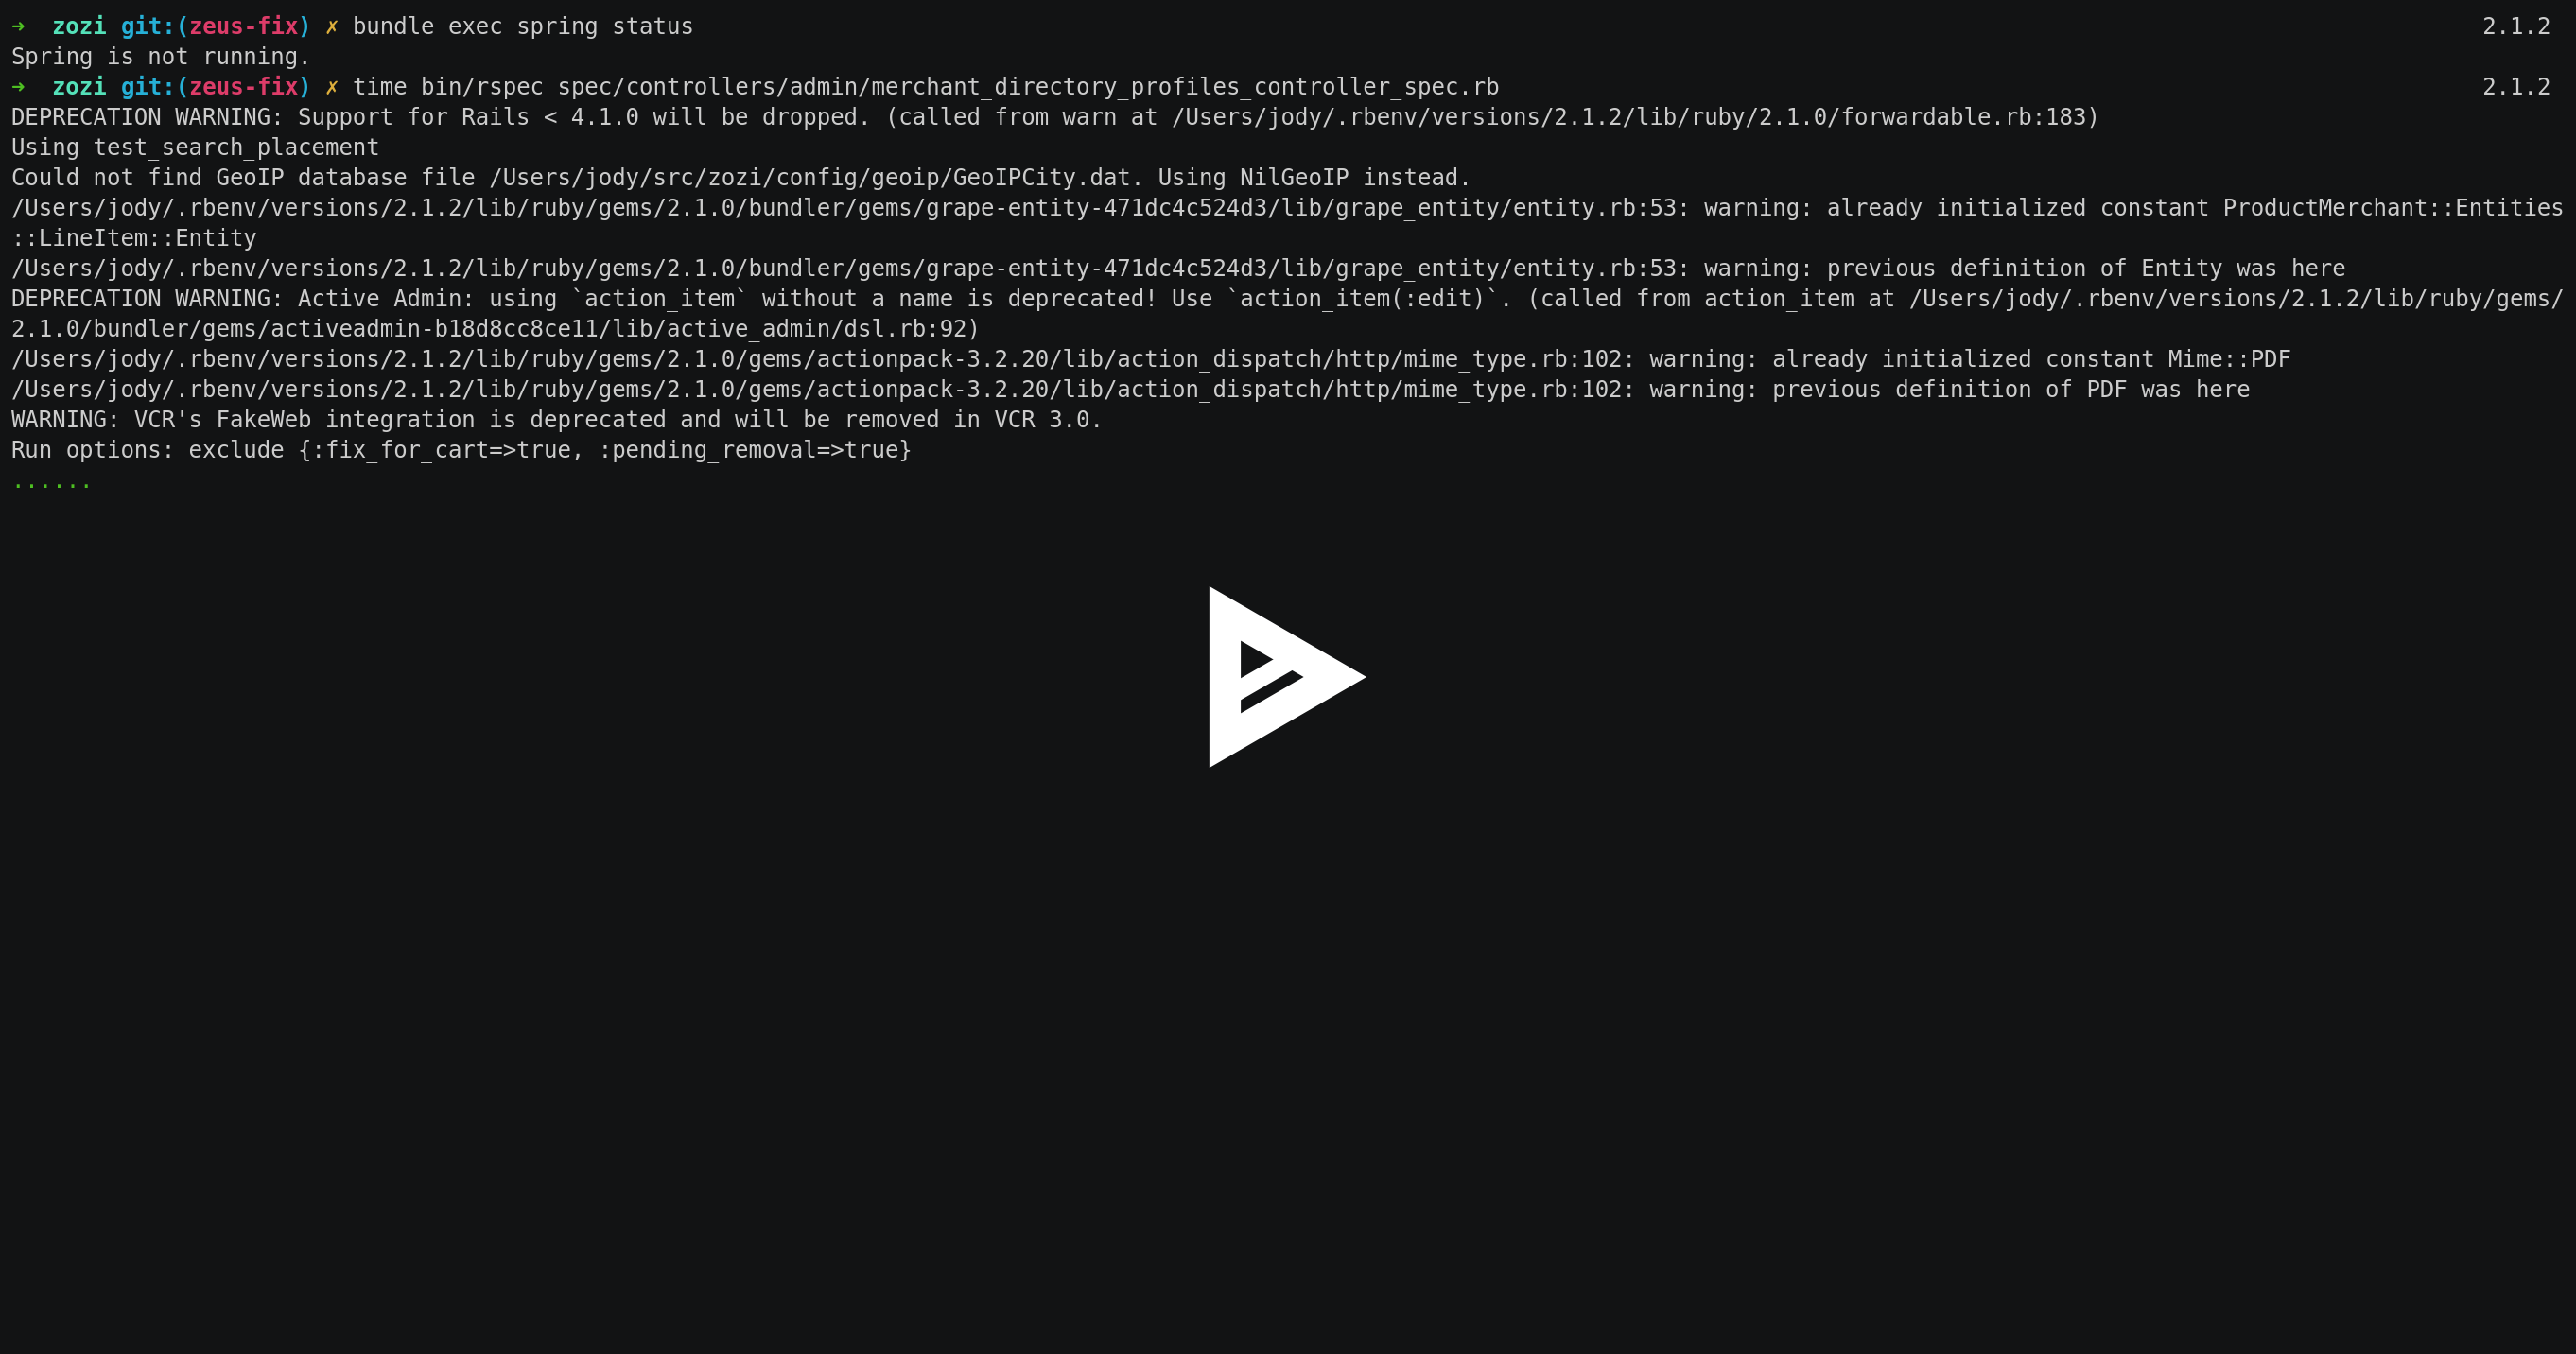 ➜  zozi git:(zeus-fix) ✗ bundle exec spring status 2.1.2
Spring is not running.
➜  zozi git:(zeus-fix) ✗ time bin/rspec spec/controllers/admin/merchant_directory_profiles_controller_spec.rb 2.1.2
DEPRECATION WARNING: Support for Rails < 4.1.0 will be dropped. (called from warn at /Users/jody/.rbenv/versions/2.1.2/lib/ruby/2.1.0/forwardable.rb:183)
Using test_search_placement
Could not find GeoIP database file /Users/jody/src/zozi/config/geoip/GeoIPCity.dat. Using NilGeoIP instead.
/Users/jody/.rbenv/versions/2.1.2/lib/ruby/gems/2.1.0/bundler/gems/grape-entity-471dc4c524d3/lib/grape_entity/entity.rb:53: warning: already initialized constant ProductMerchant::Entities
::LineItem::Entity
/Users/jody/.rbenv/versions/2.1.2/lib/ruby/gems/2.1.0/bundler/gems/grape-entity-471dc4c524d3/lib/grape_entity/entity.rb:53: warning: previous definition of Entity was here
DEPRECATION WARNING: Active Admin: using `action_item` without a name is deprecated! Use `action_item(:edit)`. (called from action_item at /Users/jody/.rbenv/versions/2.1.2/lib/ruby/gems/
2.1.0/bundler/gems/activeadmin-b18d8cc8ce11/lib/active_admin/dsl.rb:92)
/Users/jody/.rbenv/versions/2.1.2/lib/ruby/gems/2.1.0/gems/actionpack-3.2.20/lib/action_dispatch/http/mime_type.rb:102: warning: already initialized constant Mime::PDF
/Users/jody/.rbenv/versions/2.1.2/lib/ruby/gems/2.1.0/gems/actionpack-3.2.20/lib/action_dispatch/http/mime_type.rb:102: warning: previous definition of PDF was here
WARNING: VCR's FakeWeb integration is deprecated and will be removed in VCR 3.0.
Run options: exclude {:fix_for_cart=>true, :pending_removal=>true}
......